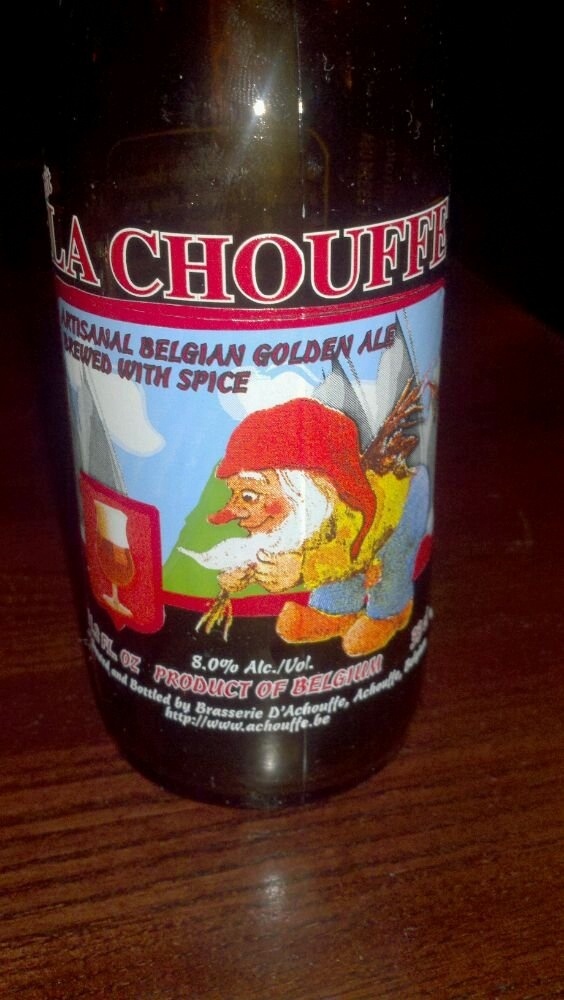 LA CHOUFFE
ARTISANAL BELGIAN GOLDEN ALE
BREWED WITH SPICE
8.0% Alc./Vol.
FL. OZ PRODUCT OF BELGIUM
and Bottled by Brasserie D'Achouffe, Achouffe,
http://www.achouffe.be